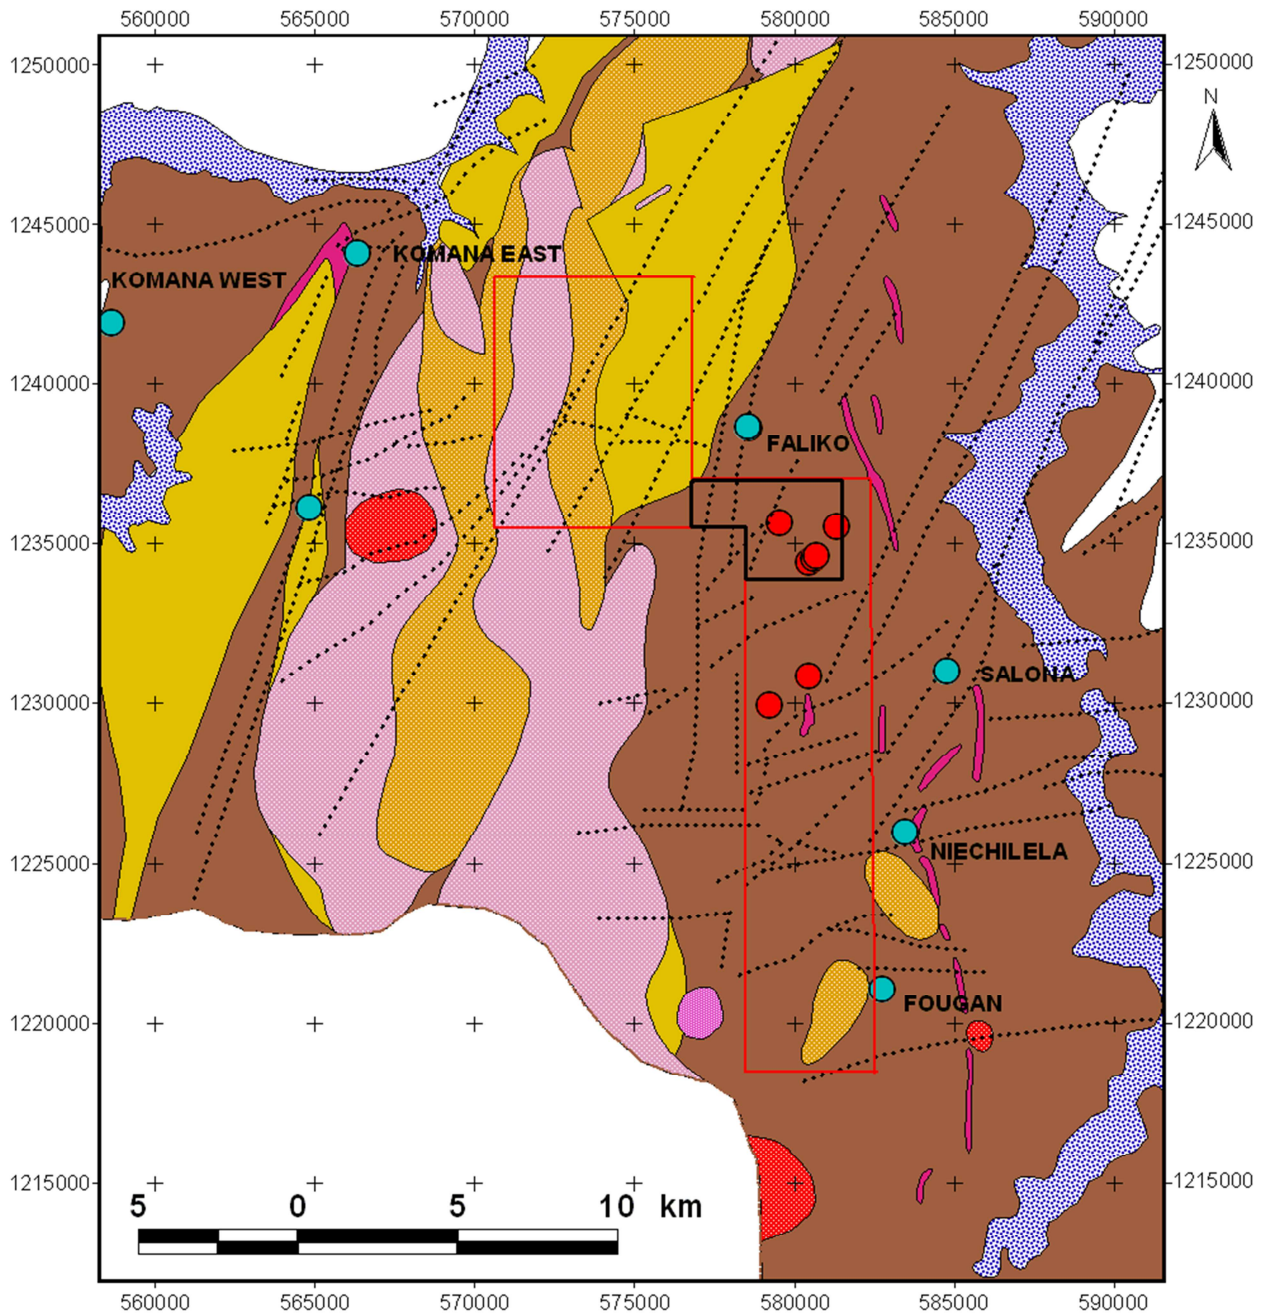 560000 565000 570000 575000 580000 585000 590000
1250000 1250000
N
1245000 1245000
KOMANA EAST
KOMANA WEST
1240000 1240000
FALIKO
1235000 1235000
SALONA
1230000 1230000
NIECHILELA
1225000 1225000
FOUGAN
1220000 1220000
1215000 1215000
5 0 5 10 km
560000 565000 570000 575000 580000 585000 590000